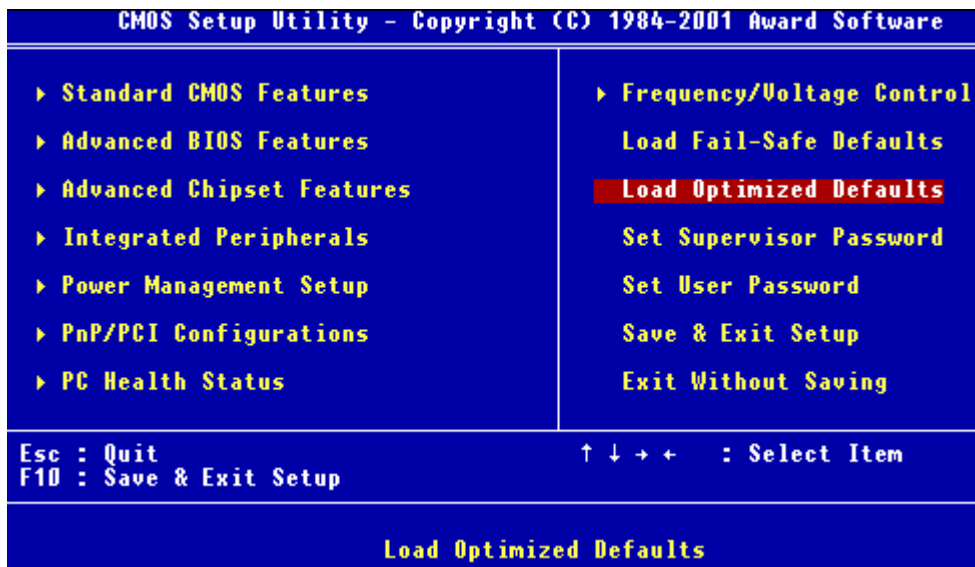 CMOS Setup Utility - Copyright (C) 1984-2001 Award Software
Standard CMOS Features
Advanced BIOS Features
Advanced Chipset Features
Integrated Peripherals
Power Management Setup
PnP/PCI Configurations
PC Health Status
Frequency/Voltage Control
Load Fail-Safe Defaults
Load Optimized Defaults
Set Supervisor Password
Set User Password
Save & Exit Setup
Exit Without Saving
Esc : Quit
F10 : Save & Exit Setup
↑ ↓ → ← : Select Item
Load Optimized Defaults